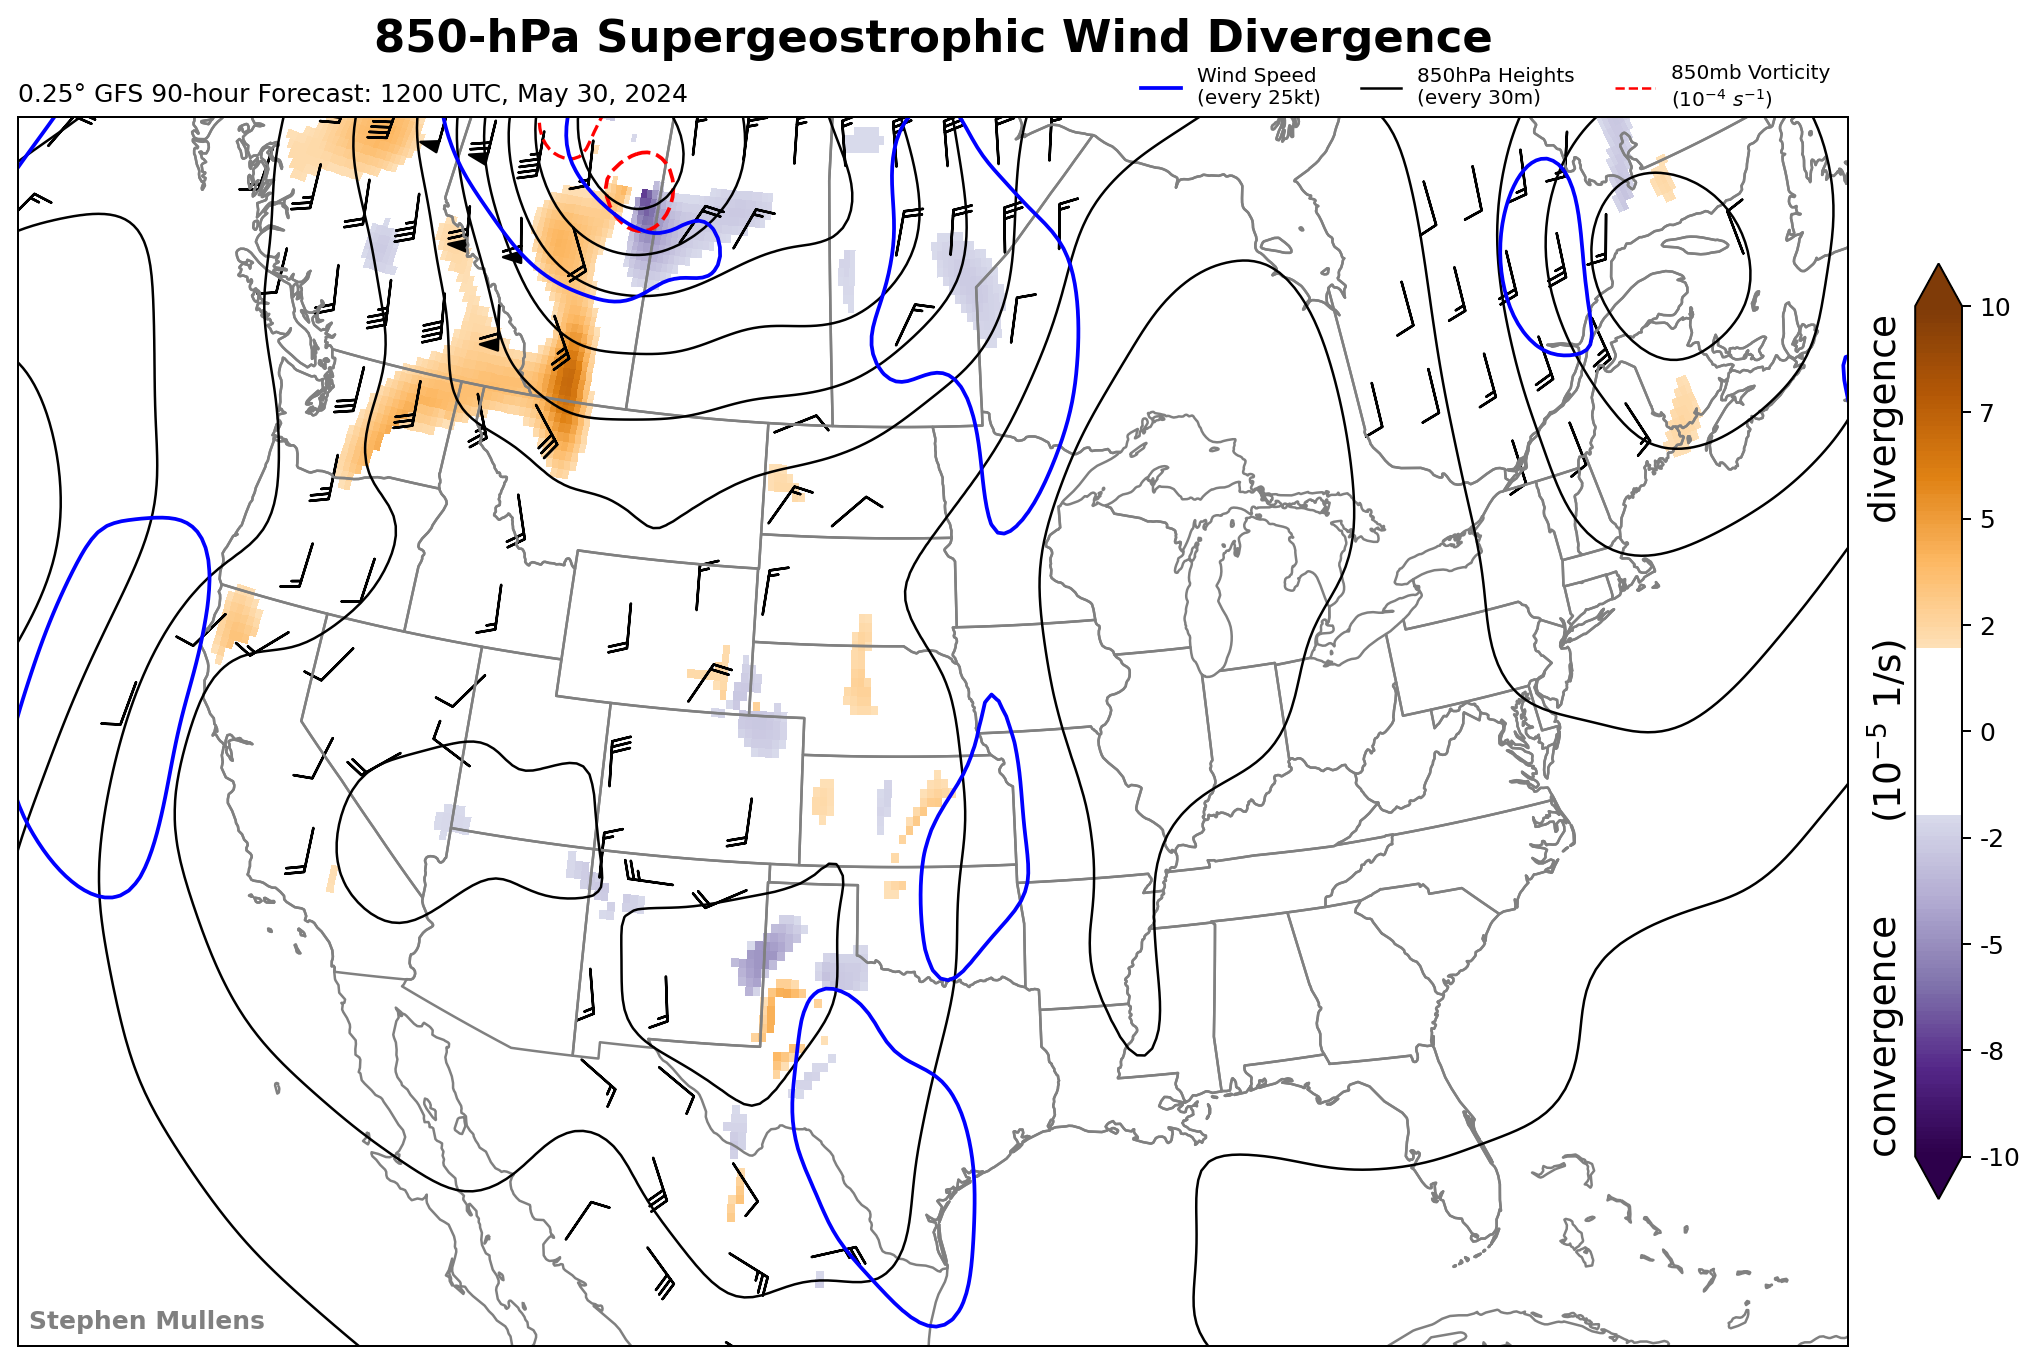 850-hPa Supergeostrophic Wind Divergence
0.25° GFS 90-hour Forecast: 1200 UTC, May 30, 2024
Wind Speed
(every 25kt)
850hPa Heights
(every 30m)
850mb Vorticity
(10⁻⁴ s⁻¹)
10
7
5
2
0
-2
-5
-8
-10
convergence (10⁻⁵ 1/s) divergence
Stephen Mullens